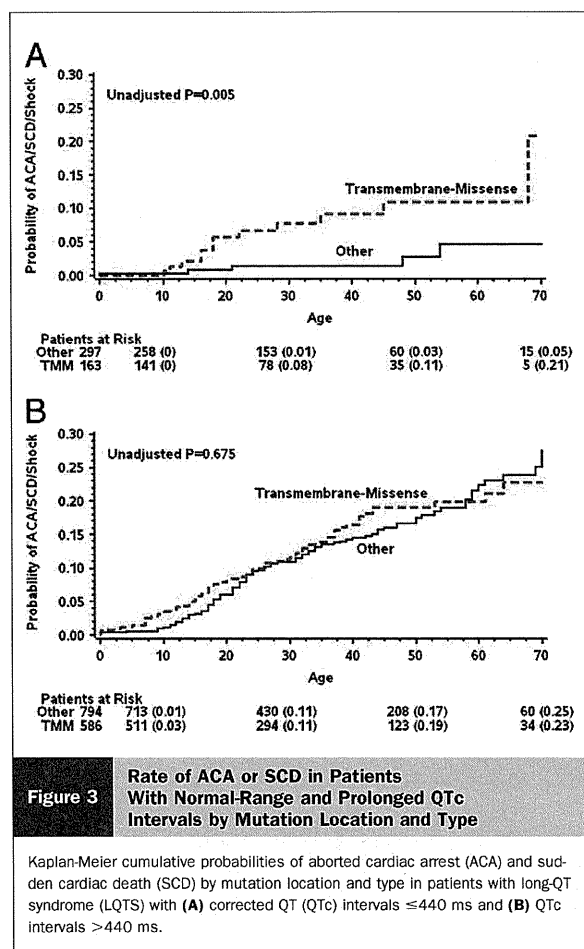 A
Unadjusted P=0.005
Probability of ACA/SCD/Shock
0.30
0.25
0.20
0.15
0.10
0.05
0.00
Transmembrane-Missense
Other
0 10 20 30 40 50 60 70
Age
Patients at Risk
Other 297 258 (0) 153 (0.01) 60 (0.03) 15 (0.05)
TMM 163 141 (0) 78 (0.08) 35 (0.11) 5 (0.21)
B
Unadjusted P=0.675
Probability of ACA/SCD/Shock
0.30
0.25
0.20
0.15
0.10
0.05
0.00
Transmembrane-Missense
Other
0 10 20 30 40 50 60 70
Age
Patients at Risk
Other 794 713 (0.01) 430 (0.11) 208 (0.17) 60 (0.25)
TMM 586 511 (0.03) 294 (0.11) 123 (0.19) 34 (0.23)
Figure 3
Rate of ACA or SCD in Patients
With Normal-Range and Prolonged QTc
Intervals by Mutation Location and Type
Kaplan-Meier cumulative probabilities of aborted cardiac arrest (ACA) and sud-
den cardiac death (SCD) by mutation location and type in patients with long-QT
syndrome (LQTS) with (A) corrected QT (QTc) intervals ≤440 ms and (B) QTc
intervals >440 ms.